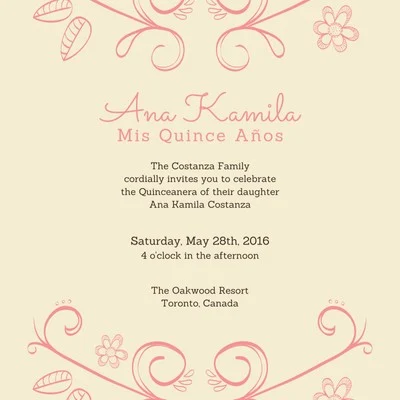 Ana Kamila
Mis Quince Años
The Costanza Family
cordially invites you to celebrate
the Quinceanera of their daughter
Ana Kamila Costanza
Saturday, May 28th, 2016
4 o'clock in the afternoon
The Oakwood Resort
Toronto, Canada